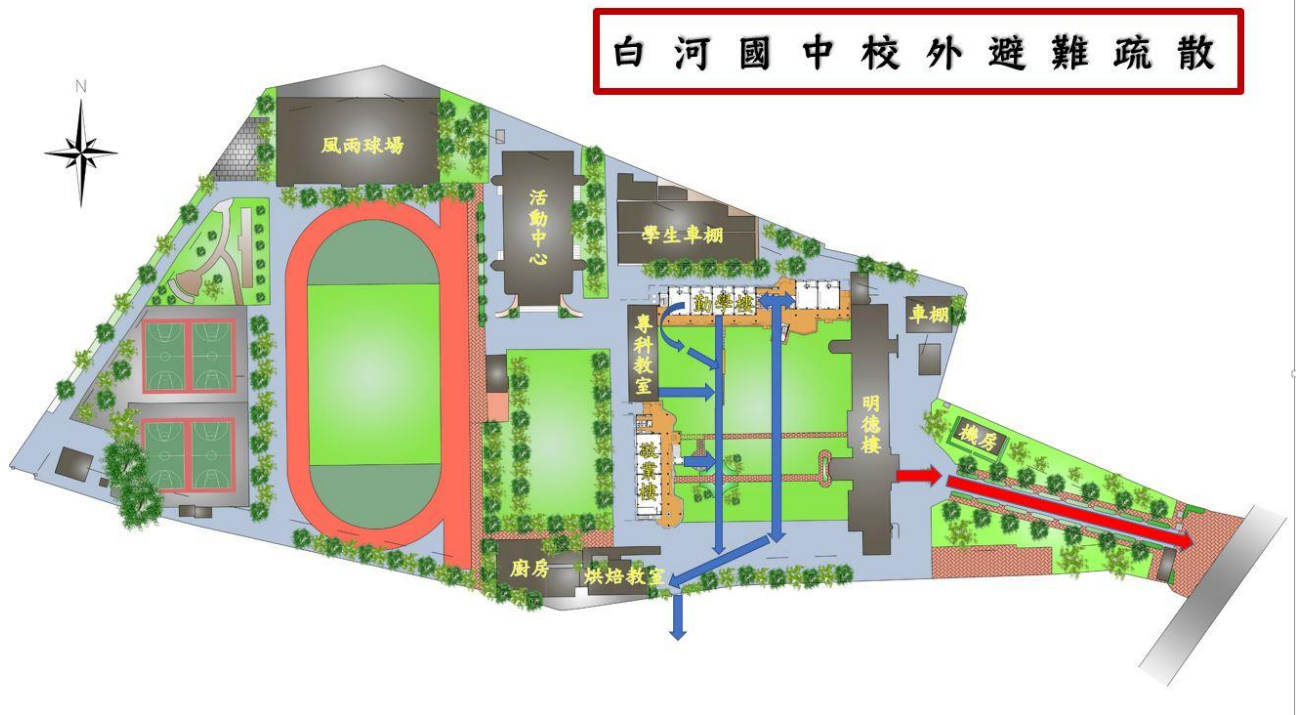 白河國中校外避難疏散
N
風雨球場
活動中心
學生車棚
勤學樓
車棚
專科教室
明德樓
機房
敬業樓
廚房
烘焙教室